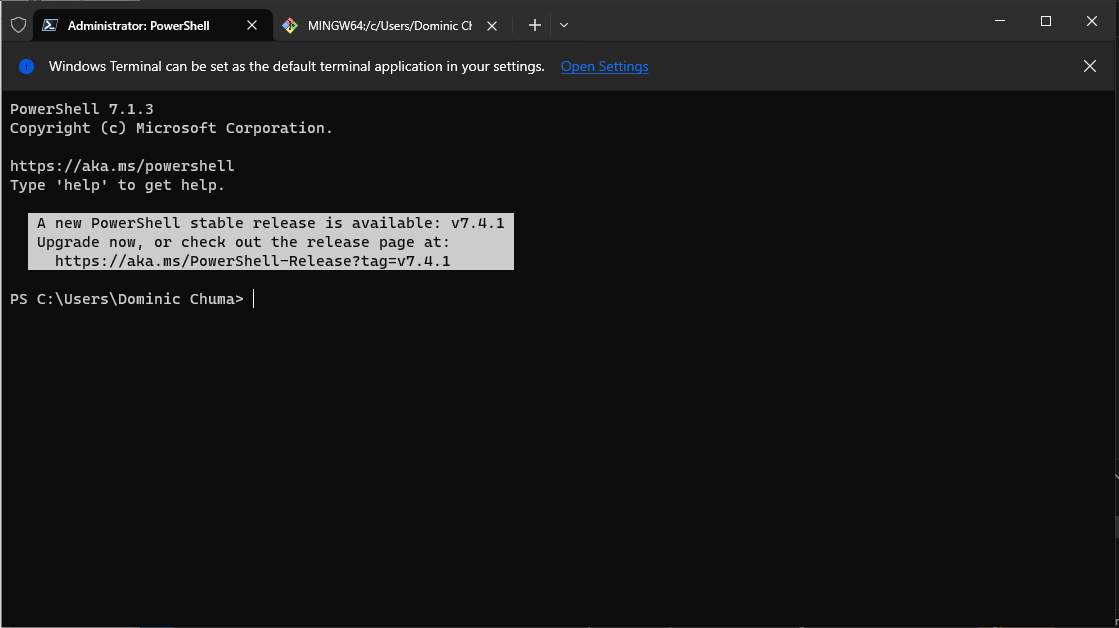 Administrator: PowerShell
MINGW64:/c/Users/Dominic Ch
Windows Terminal can be set as the default terminal application in your settings. Open Settings
PowerShell 7.1.3
Copyright (c) Microsoft Corporation.
https://aka.ms/powershell
Type 'help' to get help.
A new PowerShell stable release is available: v7.4.1
Upgrade now, or check out the release page at:
https://aka.ms/PowerShell-Release?tag=v7.4.1
PS C:\Users\Dominic Chuma>